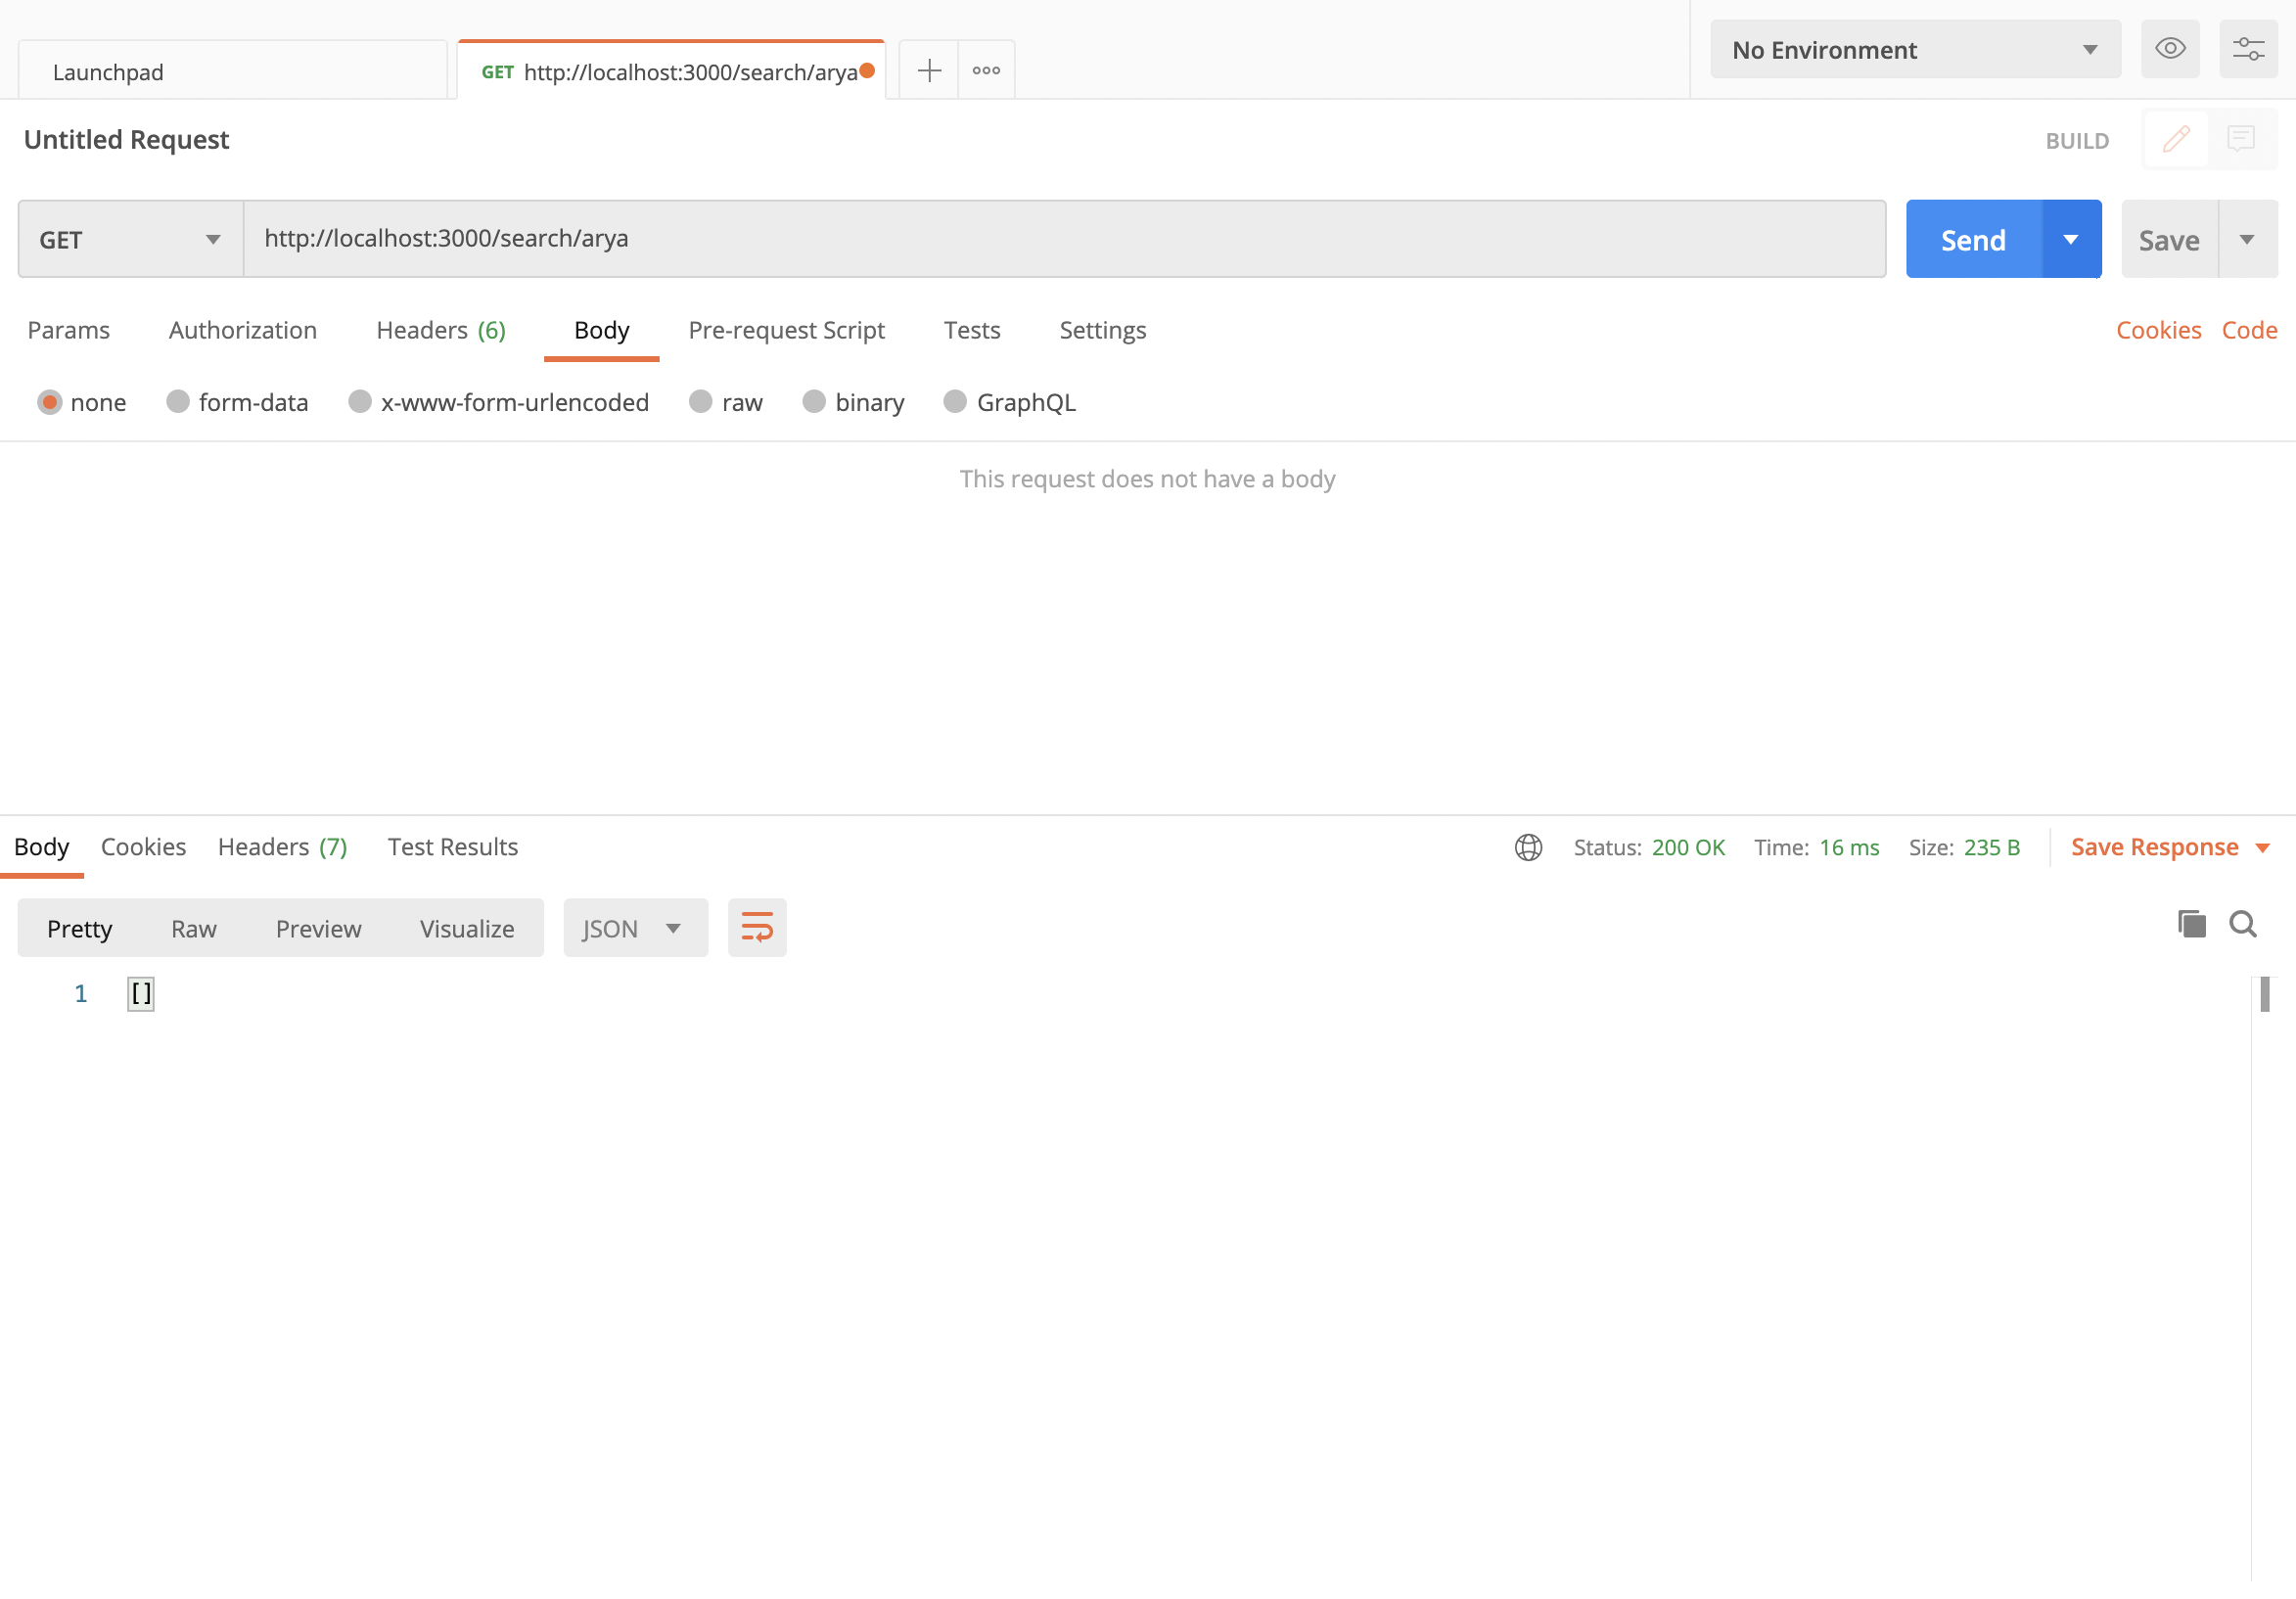 Launchpad
GET http://localhost:3000/search/arya
No Environment
Untitled Request
BUILD
GET http://localhost:3000/search/arya Send Save
Params Authorization Headers (6) Body Pre-request Script Tests Settings Cookies Code
none form-data x-www-form-urlencoded raw binary GraphQL
This request does not have a body
Body Cookies Headers (7) Test Results Status: 200 OK Time: 16 ms Size: 235 B Save Response
Pretty Raw Preview Visualize JSON
1 []